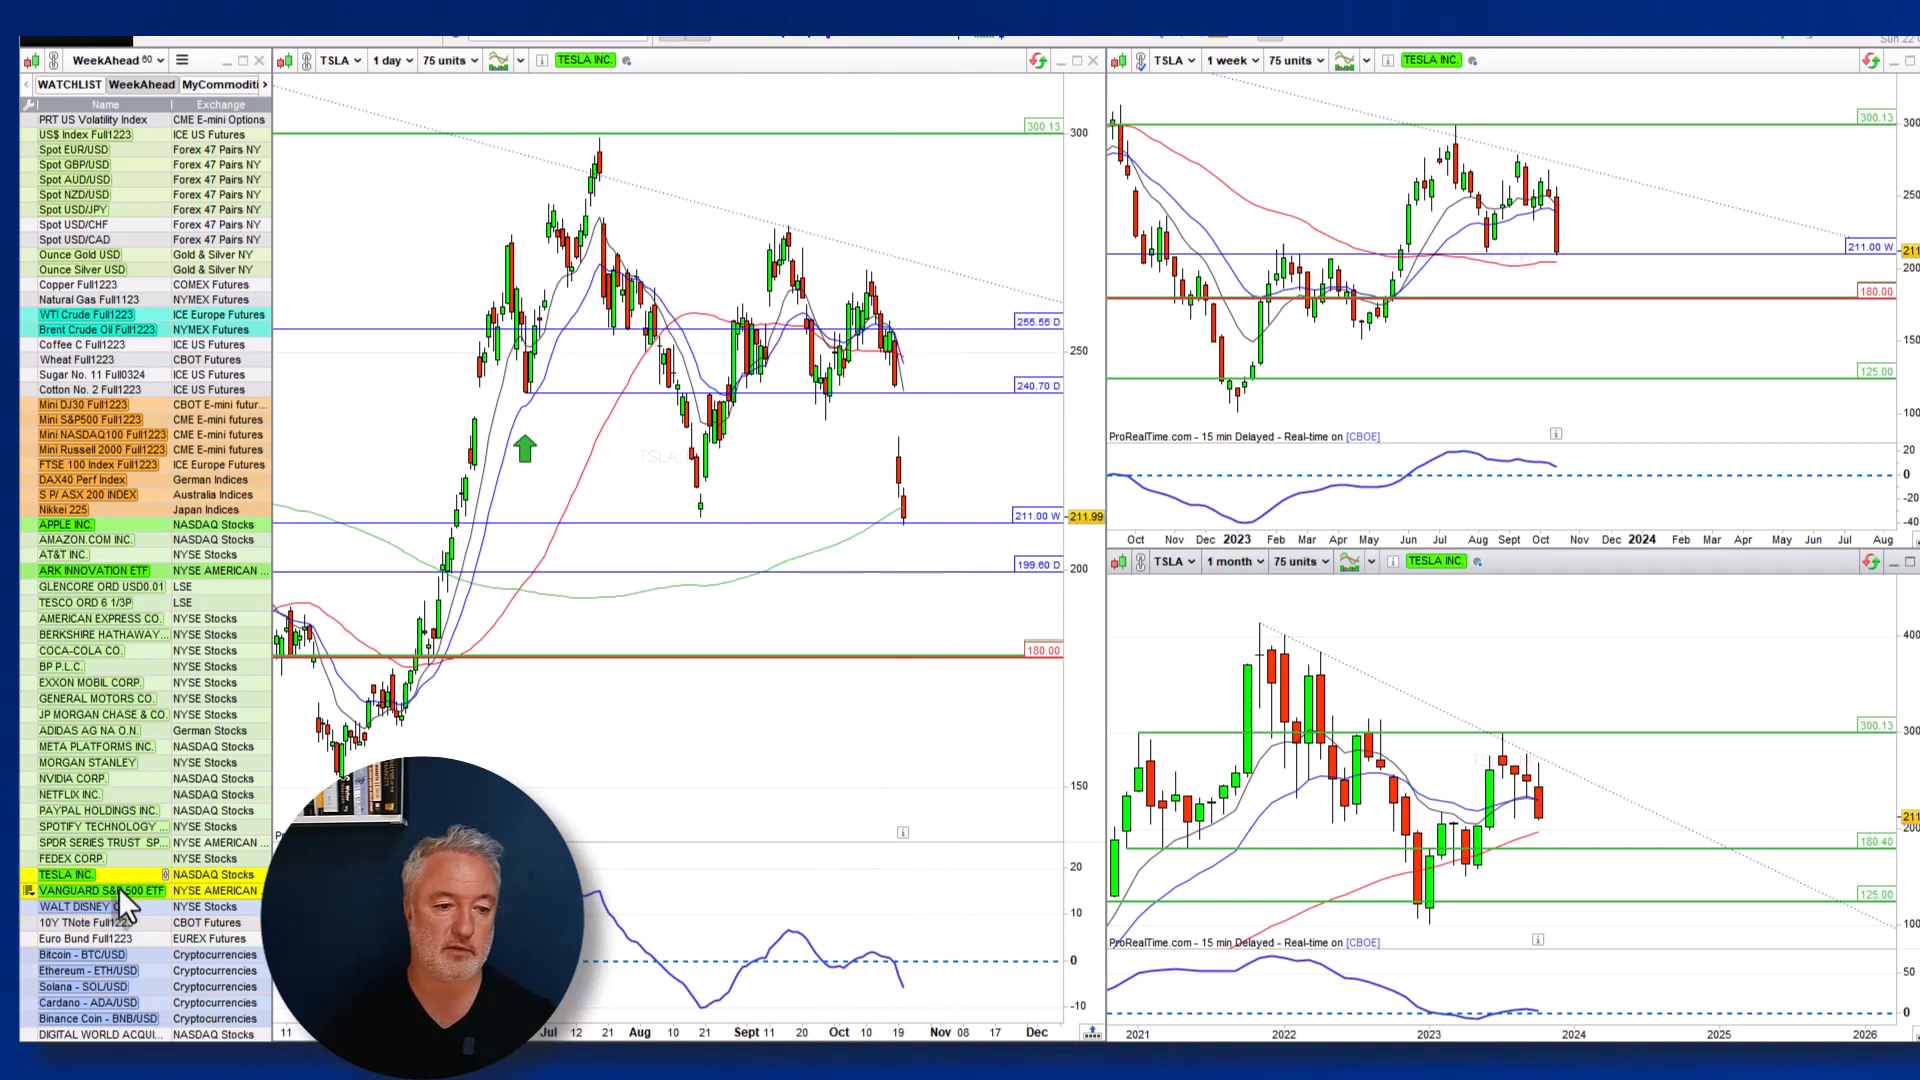 WeekAhead 60
WATCHLIST WeekAhead MyCommoditi
Name Exchange
PRT US Volatility Index CME E-mini Options
US$ Index Full1223 ICE US Futures
Spot EUR/USD Forex 47 Pairs NY
Spot GBP/USD Forex 47 Pairs NY
Spot AUD/USD Forex 47 Pairs NY
Spot NZD/USD Forex 47 Pairs NY
Spot USD/JPY Forex 47 Pairs NY
Spot USD/CHF Forex 47 Pairs NY
Spot USD/CAD Forex 47 Pairs NY
Ounce Gold USD Gold & Silver NY
Ounce Silver USD Gold & Silver NY
Copper Full1223 COMEX Futures
Natural Gas Full1123 NYMEX Futures
WTI Crude Full1223 ICE Europe Futures
Brent Crude Oil Full1223 NYMEX Futures
Coffee C Full1223 ICE US Futures
Wheat Full1223 CBOT Futures
Sugar No. 11 Full0324 ICE US Futures
Cotton No. 2 Full1223 ICE US Futures
Mini DJ30 Full1223 CBOT E-mini futur...
Mini S&P500 Full1223 CME E-mini futures
Mini NASDAQ100 Full1223 CME E-mini futures
Mini Russell 2000 Full1223 CME E-mini futures
FTSE 100 Index Full1223 ICE Europe Futures
DAX40 Perf Index German Indices
S P/ ASX 200 INDEX Australia Indices
Nikkei 225 Japan Indices
APPLE INC. NASDAQ Stocks
AMAZON.COM INC. NASDAQ Stocks
AT&T INC. NYSE Stocks
ARK INNOVATION ETF NYSE AMERICAN ...
GLENCORE ORD USD0.01 LSE
TESCO ORD 6 1/3P LSE
AMERICAN EXPRESS CO. NYSE Stocks
BERKSHIRE HATHAWAY... NYSE Stocks
COCA-COLA CO. NYSE Stocks
BP P.L.C. NYSE Stocks
EXXON MOBIL CORP. NYSE Stocks
GENERAL MOTORS CO. NYSE Stocks
JP MORGAN CHASE & CO. NYSE Stocks
ADIDAS AG NA O.N. German Stocks
META PLATFORMS INC. NASDAQ Stocks
MORGAN STANLEY NYSE Stocks
NVIDIA CORP. NASDAQ Stocks
NETFLIX INC. NASDAQ Stocks
PAYPAL HOLDINGS INC. NASDAQ Stocks
SPOTIFY TECHNOLOGY ... NYSE Stocks
SPDR SERIES TRUST SP... NYSE AMERICAN ...
FEDEX CORP. NYSE Stocks
TESLA INC. NASDAQ Stocks
VANGUARD S&P 500 ETF NYSE AMERICAN ...
WALT DISNEY NYSE Stocks
10Y TNote Full1223 CBOT Futures
Euro Bund Full1223 EUREX Futures
Bitcoin - BTC/USD Cryptocurrencies
Ethereum - ETH/USD Cryptocurrencies
Solana - SOL/USD Cryptocurrencies
Cardano - ADA/USD Cryptocurrencies
Binance Coin - BNB/USD Cryptocurrencies
DIGITAL WORLD ACQUI... NASDAQ Stocks
TSLA 1 day 75 units TESLA INC.
300.13
300
255.55 D
250
240.70 D
TSLA
211.00 W
211.99
200
199.60 D
180.00
150
20
10
0
-10
11 Jul 12 21 Aug 10 21 Sept 11 20 Oct 10 19 Nov 08 17 Dec
TSLA 1 week 75 units TESLA INC.
300.13
300
250
211.00 W
211
200
180.00
150
125.00
100
ProRealTime.com - 15 min Delayed - Real-time on [CBOE]
20
0
-20
-40
Oct Nov Dec 2023 Feb Mar Apr May Jun Jul Aug Sept Oct Nov Dec 2024 Feb Mar Apr May Jun Jul Aug
TSLA 1 month 75 units TESLA INC.
400
300.13
300
211
200
180.40
125.00
100
ProRealTime.com - 15 min Delayed - Real-time on [CBOE]
50
0
2021 2022 2023 2024 2025 2026